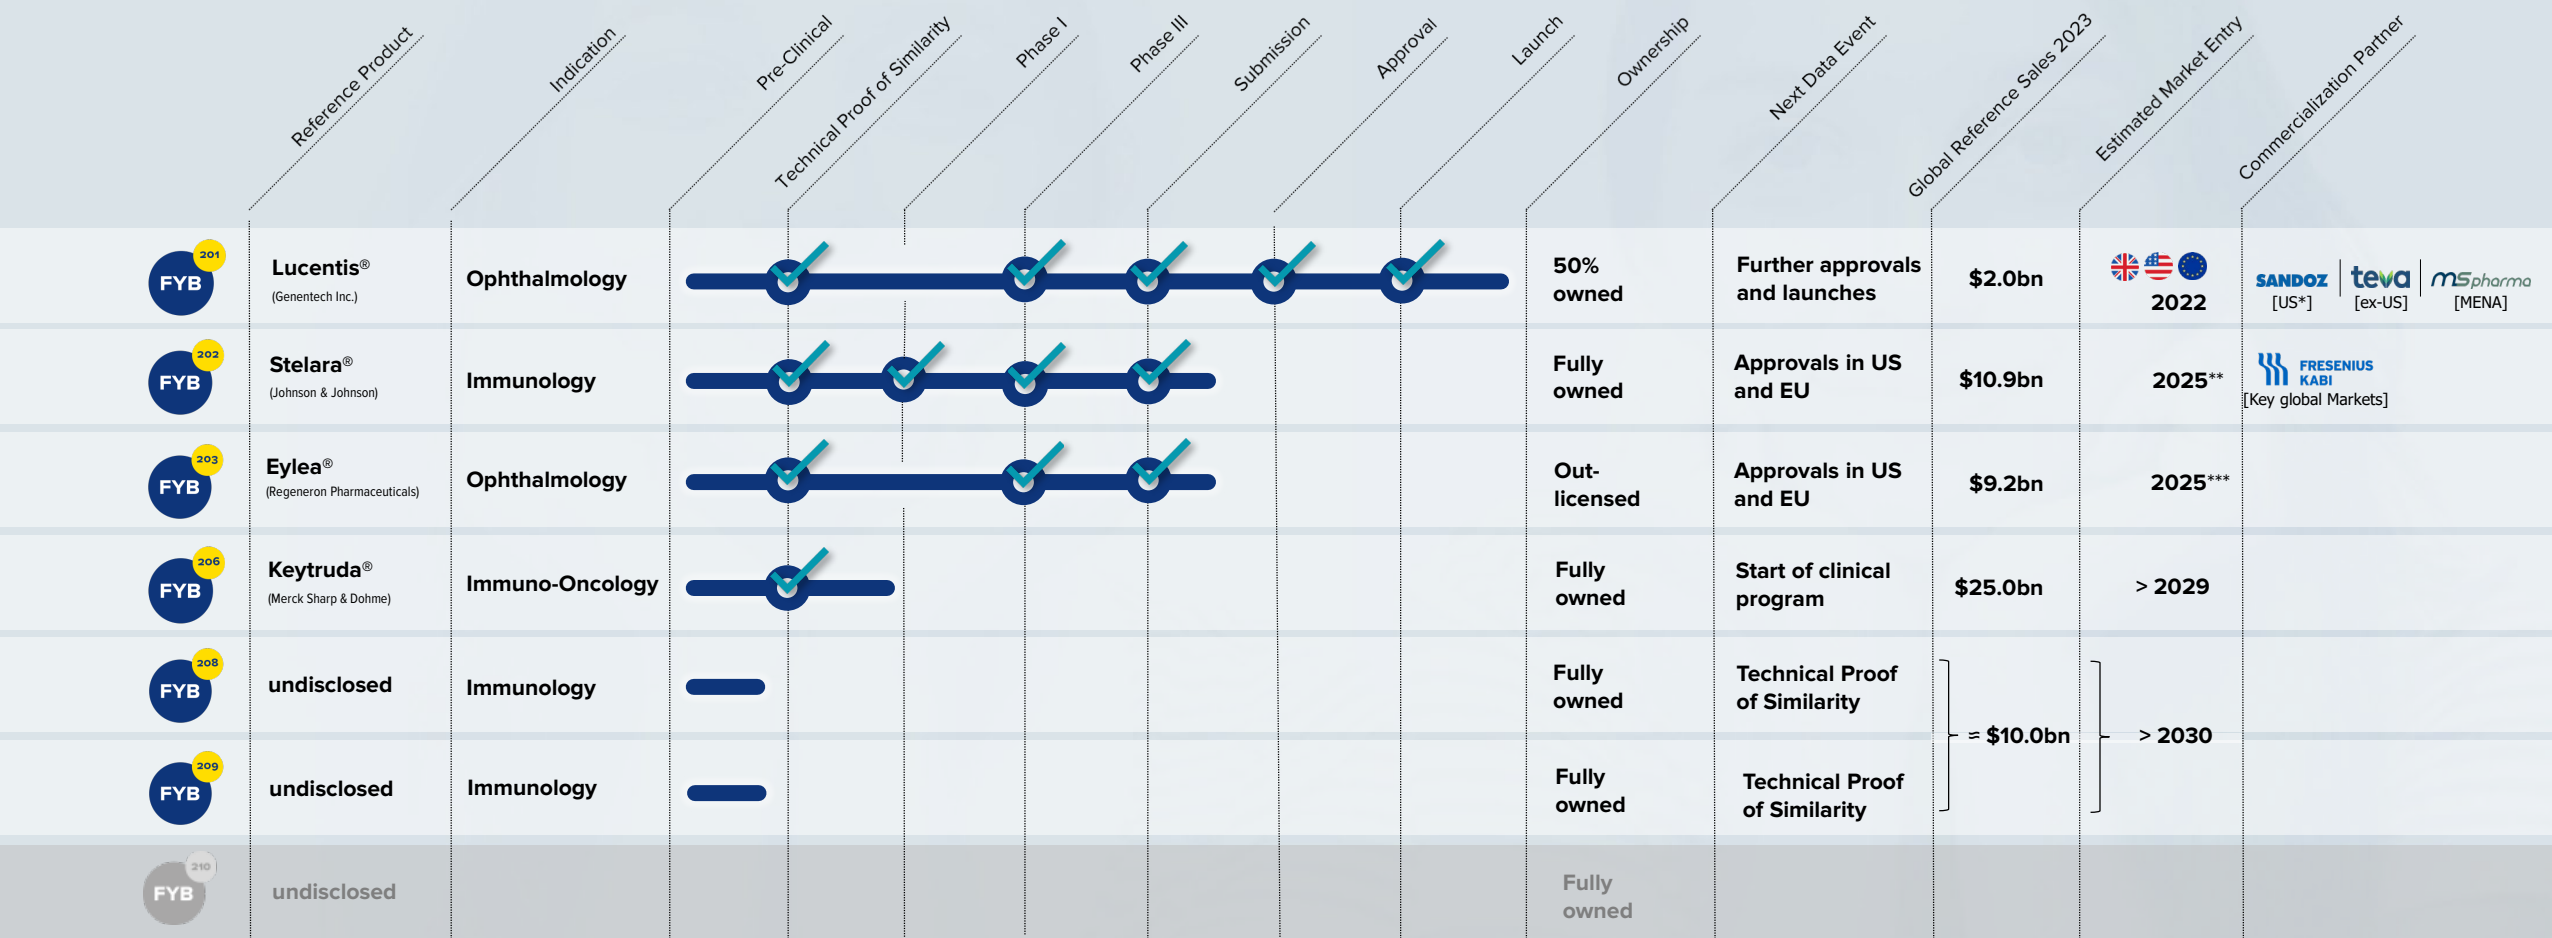 Reference Product
Indication
Pre-Clinical
Technical Proof of Similarity
Phase I
Phase III
Submission
Approval
Launch
Ownership
Next Data Event
Global Reference Sales 2023
Estimated Market Entry
Commercialization Partner
FYB 201
Lucentis®
(Genentech Inc.)
Ophthalmology
50%
owned
Further approvals
and launches
$2.0bn
2022
SANDOZ
[US*]
teva
[ex-US]
MS pharma
[MENA]
FYB 202
Stelara®
(Johnson & Johnson)
Immunology
Fully
owned
Approvals in US
and EU
$10.9bn
2025**
FRESENIUS
KABI
[Key global Markets]
FYB 203
Eylea®
(Regeneron Pharmaceuticals)
Ophthalmology
Out-
licensed
Approvals in US
and EU
$9.2bn
2025***
FYB 206
Keytruda®
(Merck Sharp & Dohme)
Immuno-Oncology
Fully
owned
Start of clinical
program
$25.0bn
> 2029
FYB 208
undisclosed
Immunology
Fully
owned
Technical Proof
of Similarity
≈ $10.0bn
> 2030
FYB 209
undisclosed
Immunology
Fully
owned
Technical Proof
of Similarity
FYB 210
undisclosed
Fully
owned